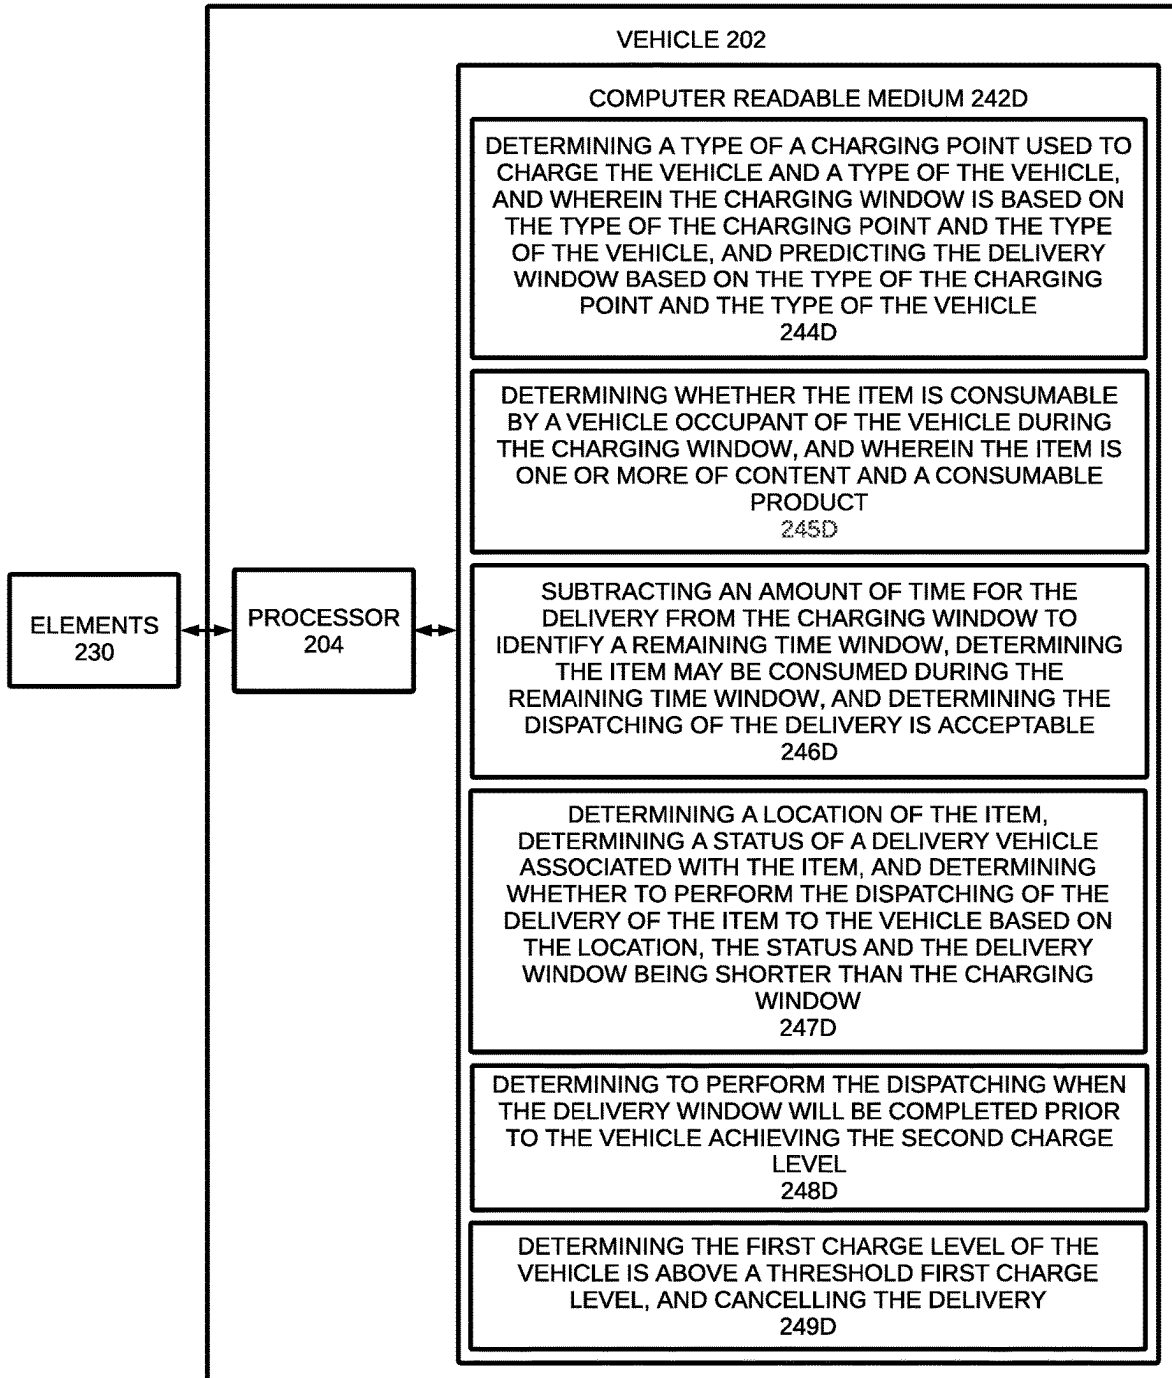 VEHICLE 202
COMPUTER READABLE MEDIUM 242D
DETERMINING A TYPE OF A CHARGING POINT USED TO
CHARGE THE VEHICLE AND A TYPE OF THE VEHICLE,
AND WHEREIN THE CHARGING WINDOW IS BASED ON
THE TYPE OF THE CHARGING POINT AND THE TYPE
OF THE VEHICLE, AND PREDICTING THE DELIVERY
WINDOW BASED ON THE TYPE OF THE CHARGING
POINT AND THE TYPE OF THE VEHICLE
244D
DETERMINING WHETHER THE ITEM IS CONSUMABLE
BY A VEHICLE OCCUPANT OF THE VEHICLE DURING
THE CHARGING WINDOW, AND WHEREIN THE ITEM IS
ONE OR MORE OF CONTENT AND A CONSUMABLE
PRODUCT
245D
ELEMENTS
230
PROCESSOR
204
SUBTRACTING AN AMOUNT OF TIME FOR THE
DELIVERY FROM THE CHARGING WINDOW TO
IDENTIFY A REMAINING TIME WINDOW, DETERMINING
THE ITEM MAY BE CONSUMED DURING THE
REMAINING TIME WINDOW, AND DETERMINING THE
DISPATCHING OF THE DELIVERY IS ACCEPTABLE
246D
DETERMINING A LOCATION OF THE ITEM,
DETERMINING A STATUS OF A DELIVERY VEHICLE
ASSOCIATED WITH THE ITEM, AND DETERMINING
WHETHER TO PERFORM THE DISPATCHING OF THE
DELIVERY OF THE ITEM TO THE VEHICLE BASED ON
THE LOCATION, THE STATUS AND THE DELIVERY
WINDOW BEING SHORTER THAN THE CHARGING
WINDOW
247D
DETERMINING TO PERFORM THE DISPATCHING WHEN
THE DELIVERY WINDOW WILL BE COMPLETED PRIOR
TO THE VEHICLE ACHIEVING THE SECOND CHARGE
LEVEL
248D
DETERMINING THE FIRST CHARGE LEVEL OF THE
VEHICLE IS ABOVE A THRESHOLD FIRST CHARGE
LEVEL, AND CANCELLING THE DELIVERY
249D